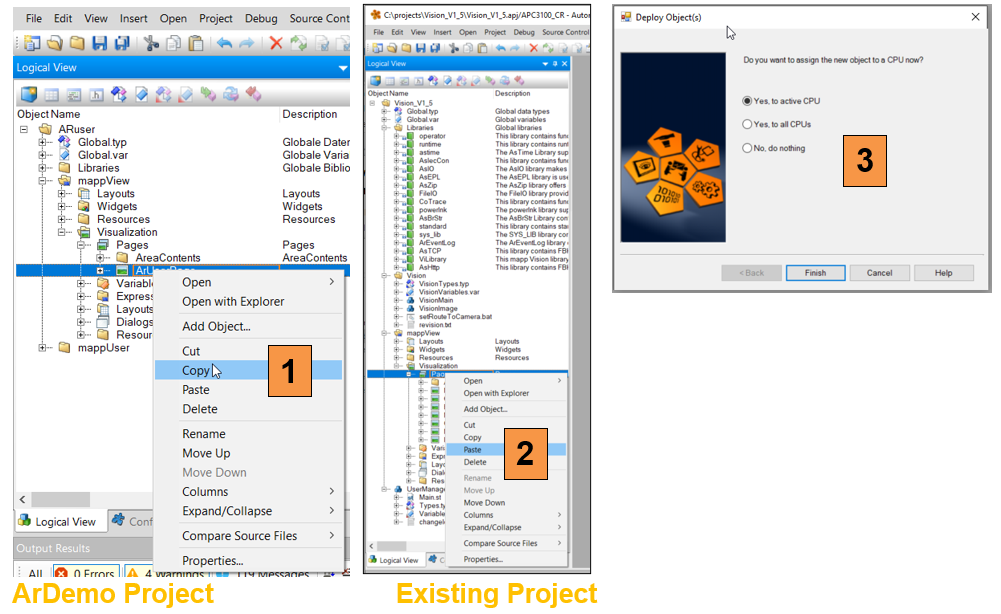 File Edit View Insert Open Project Debug Source Cont
Logical View
Object Name Description
ARuser
Global.typ Globale Daten
Global.var Globale Varia
Libraries Globale Biblio
mappView
Layouts Layouts
Widgets Widgets
Resources Resources
Visualization
Pages Pages
AreaContents AreaContents
Variable
Express
Layouts
Dialogs
Resour
mappUser
Open
Open with Explorer
Add Object...
Cut
Copy
Paste
Delete
Rename
Move Up
Move Down
Columns
Expand/Collapse
Compare Source Files
Properties...
1
Logical View Conf
Output Results
All 0 Errors 4 Warnings 119 Messages
ArDemo Project
C:\projects\Vision_V1_5\Vision_V1_5.apj/APC3100_CR - Autom
File Edit View Insert Open Project Debug Source Control
Logical View
Object Name Description
Vision_V1_5
Global.typ Global data types
Global.var Global variables
Libraries Global libraries
operator This library contains func
runtime This library contains runt
astime The AsTime Library sup
AsIecCon This library contains func
AsIO This library makes
AsEPL The AsEPL library is use
AsZip The AsZip library offers
FileIO The FileIO library provid
CoTrace This library contains func
powerlnk The powerlnk library sup
AsBrStr The AsBrStr Library con
standard This library contains stan
sys_lib The SYS_LIB library con
ArEventLog The ArEventLog library
AsTCP This library contains FBK
ViLibrary This mapp Vision library
AsHttp This library contains FBK
Vision
VisionTypes.typ
VisionVariables.var
VisionMain
VisionImage
setRouteToCamera.bat
revision.txt
mappView
Layouts Layouts
Widgets Widgets
Resources Resources
Visualization
Pag
Vari
Expr
Layo
Dialo
Res
UserManage
Main.st
Types.ty
Variable
changelo
Open
Open with Explorer
Add Object...
Cut
Copy
Paste
Delete
Rename
Move Up
Move Down
Columns
Expand/Collapse
Compare Source Files
Properties...
2
Logical View
Existing Project
Deploy Object(s)
Do you want to assign the new object to a CPU now?
Yes, to active CPU
Yes, to all CPUs
No, do nothing
3
< Back Finish Cancel Help